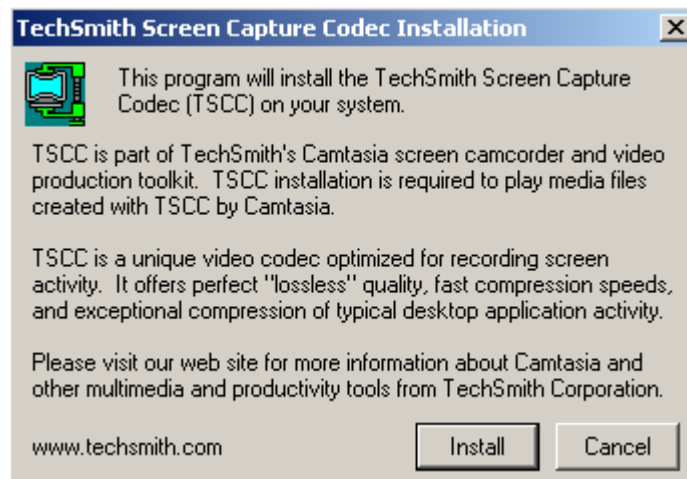 TechSmith Screen Capture Codec Installation
This program will install the TechSmith Screen Capture
Codec (TSCC) on your system.
TSCC is part of TechSmith's Camtasia screen camcorder and video
production toolkit.  TSCC installation is required to play media files
created with TSCC by Camtasia.
TSCC is a unique video codec optimized for recording screen
activity.  It offers perfect "lossless" quality, fast compression speeds,
and exceptional compression of typical desktop application activity.
Please visit our web site for more information about Camtasia and
other multimedia and productivity tools from TechSmith Corporation.
www.techsmith.com
Install
Cancel